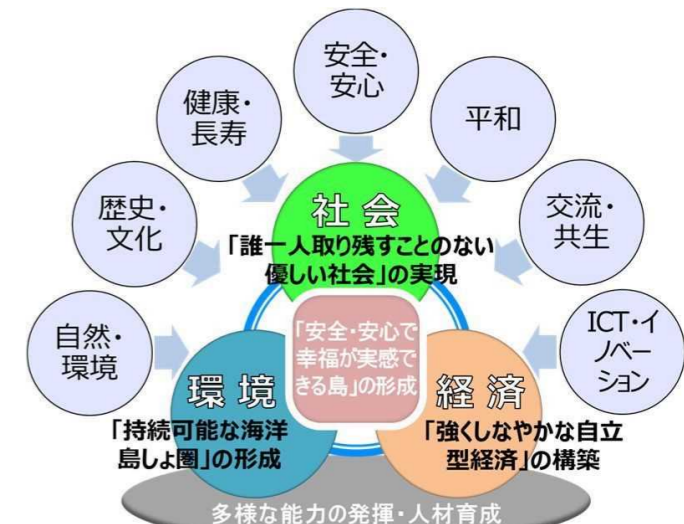 安全・
安心
健康・
長寿
平和
歴史・
文化
交流・
共生
自然・
環境
ICT・イ
ノベー
ション
社会
「誰一人取り残すことのない
優しい社会」の実現
「安全・安心で
幸福が実感で
きる島」の形成
環境
「持続可能な海洋
島しょ圏」の形成
経済
「強くしなやかな自立
型経済」の構築
多様な能力の発揮・人材育成